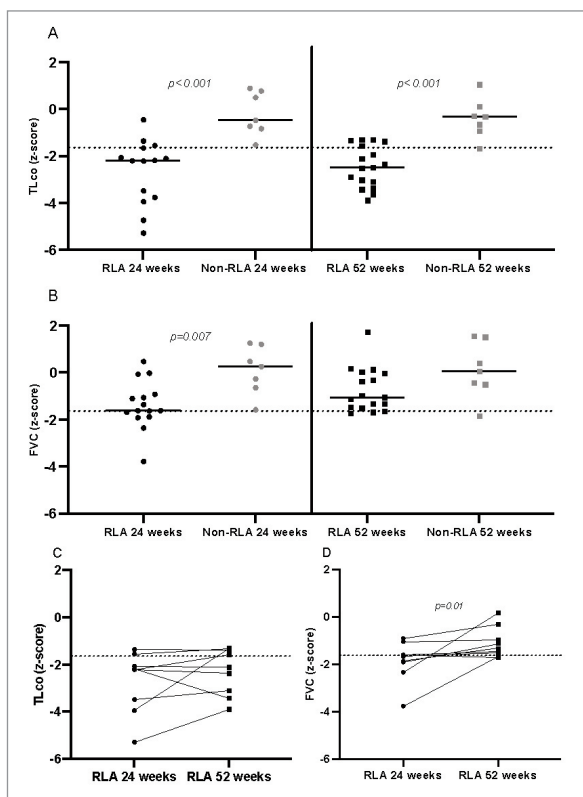 A
2
0
-2
-4
-6
TLco (z-score)
p<0.001
p<0.001
RLA 24 weeks
Non-RLA 24 weeks
RLA 52 weeks
Non-RLA 52 weeks
B
2
0
-2
-4
-6
FVC (z-score)
p=0.007
RLA 24 weeks
Non-RLA 24 weeks
RLA 52 weeks
Non-RLA 52 weeks
C
2
0
-2
-4
-6
TLco (z-score)
RLA 24 weeks
RLA 52 weeks
D
2
0
-2
-4
-6
FVC (z-score)
p=0.01
RLA 24 weeks
RLA 52 weeks